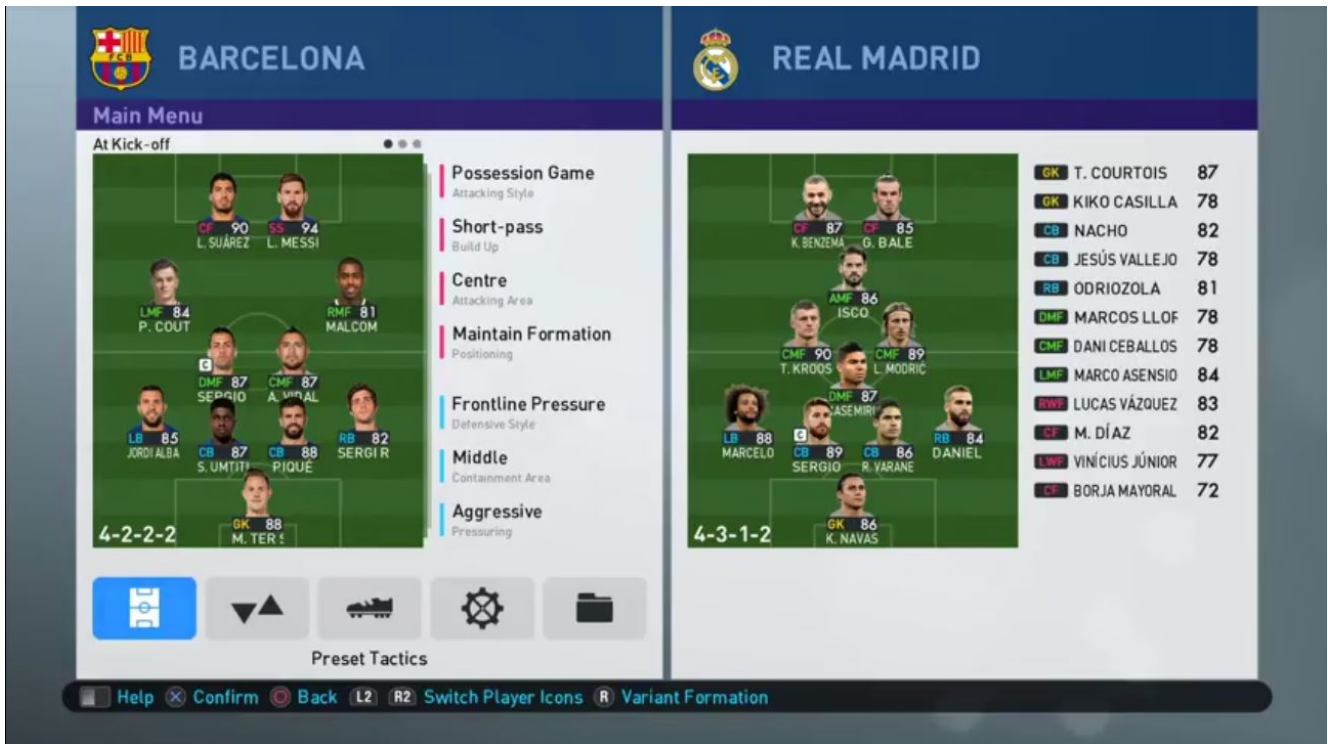 BARCELONA
Main Menu
At Kick-off
CF 90
L. SUÁREZ
SS 94
L. MESSI
LMF 84
P. COUT
RMF 81
MALCOM
C
DMF 87
SERGIO
CMF 87
A. VIDAL
LB 85
JORDI ALBA
CB 87
S. UMTITI
CB 88
PIQUÉ
RB 82
SERGI R
GK 88
M. TER S
4-2-2-2
Possession Game
Attacking Style
Short-pass
Build Up
Centre
Attacking Area
Maintain Formation
Positioning
Frontline Pressure
Defensive Style
Middle
Containment Area
Aggressive
Pressuring
Preset Tactics
REAL MADRID
CF 87
K. BENZEMA
CF 85
G. BALE
AMF 86
ISCO
CMF 90
T. KROOS
CMF 89
L. MODRIĆ
DMF 87
CASEMIR
LB 88
MARCELO
C
CB 89
SERGIO
CB 86
R. VARANE
RB 84
DANIEL
GK 86
K. NAVAS
4-3-1-2
GK T. COURTOIS 87
GK KIKO CASILLA 78
CB NACHO 82
CB JESÚS VALLEJO 78
RB ODRIOZOLA 81
DMF MARCOS LLOR 78
CMF DANI CEBALLOS 78
LMF MARCO ASENSIO 84
RWF LUCAS VÁZQUEZ 83
CF M. DÍAZ 82
LWF VINÍCIUS JÚNIOR 77
CF BORJA MAYORAL 72
Help Confirm Back L2 R2 Switch Player Icons R Variant Formation